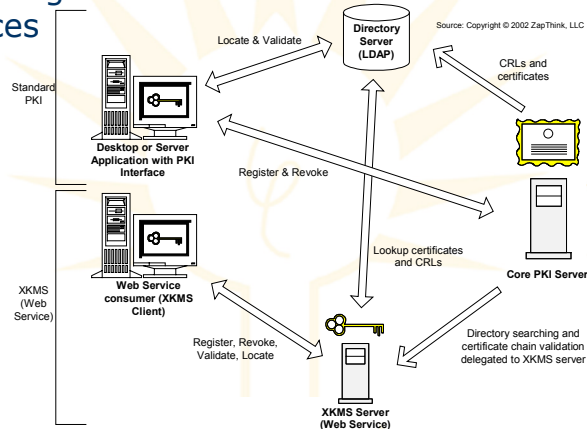 ces
Source: Copyright © 2002 ZapThink, LLC
Directory
Server
(LDAP)
Locate & Validate
CRLs and
certificates
Standard
PKI
Desktop or Server
Application with PKI
Interface
Register & Revoke
Core PKI Server
Lookup certificates
and CRLs
XKMS
(Web
Service)
Web Service
consumer (XKMS
Client)
Register, Revoke,
Validate, Locate
Directory searching and
certificate chain validation
delegated to XKMS server
XKMS Server
(Web Service)